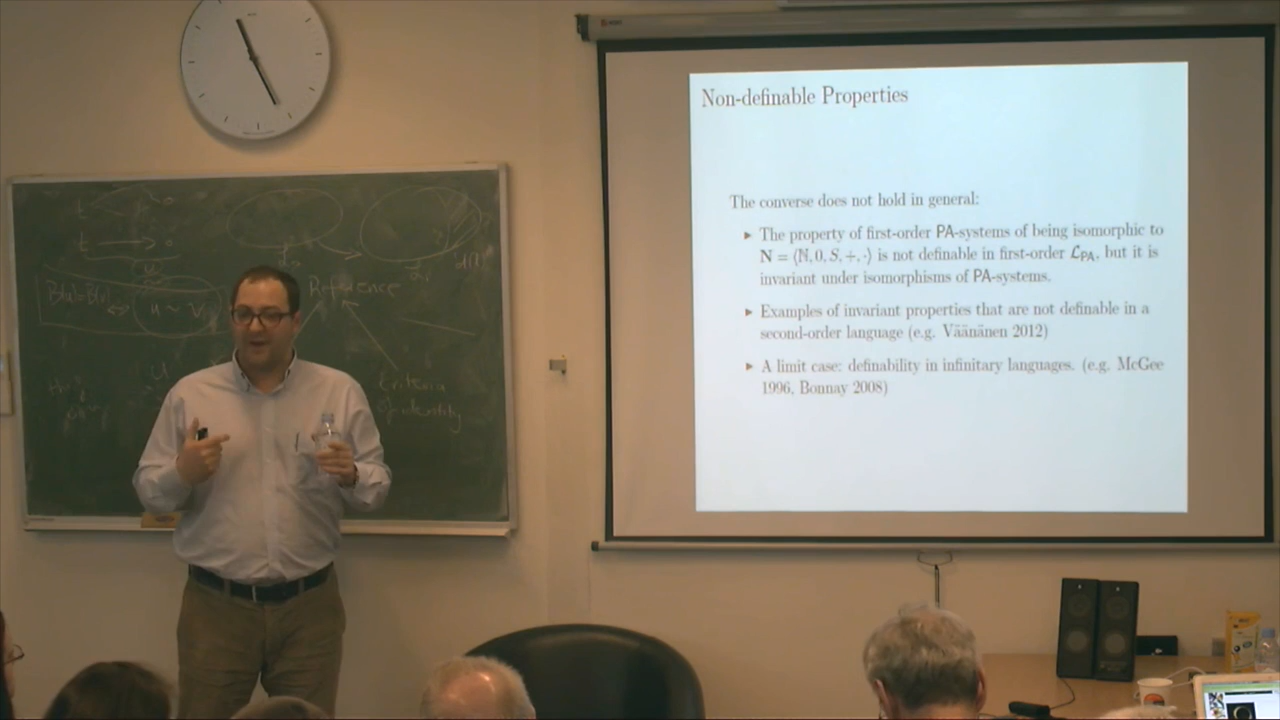 Non-definable Properties
The converse does not hold in general:
▸ The property of first-order PA-systems of being isomorphic to
N = ⟨ℕ, 0, S, +, ·⟩ is not definable in first-order ℒPA, but it is
invariant under isomorphisms of PA-systems.
▸ Examples of invariant properties that are not definable in a
second-order language (e.g. Väänänen 2012)
▸ A limit case: definability in infinitary languages. (e.g. McGee
1996, Bonnay 2008)
Reference
Criteria
of identity